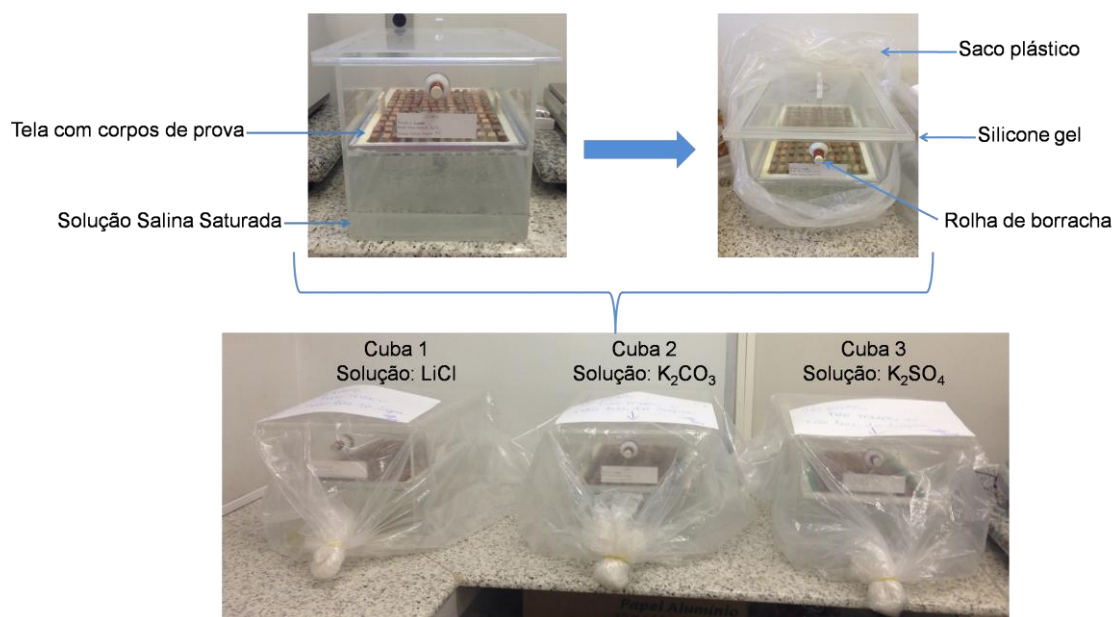 Saco plástico
Tela com corpos de prova
Silicone gel
Solução Salina Saturada
Rolha de borracha
Cuba 1
Solução: LiCl
Cuba 2
Solução: K₂CO₃
Cuba 3
Solução: K₂SO₄
Papel Alumínio